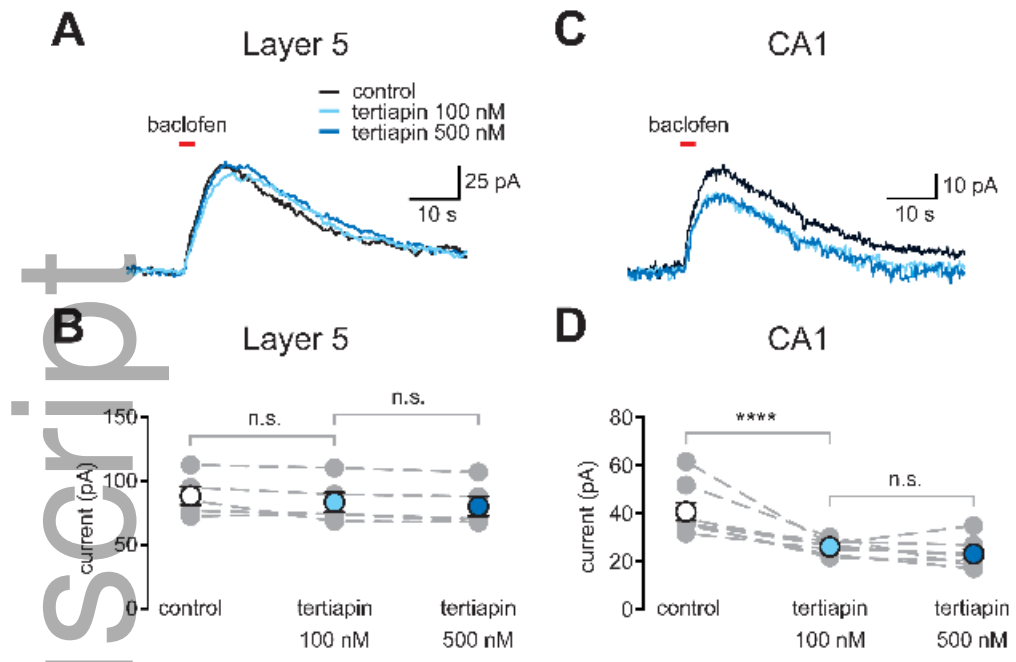 A
Layer 5
control
tertiapin 100 nM
tertiapin 500 nM
baclofen
25 pA
10 s
C
CA1
baclofen
10 pA
10 s
B
Layer 5
n.s.
n.s.
150
100
50
0
current (pA)
control
tertiapin
100 nM
tertiapin
500 nM
D
CA1
****
n.s.
80
60
40
20
0
current (pA)
control
tertiapin
100 nM
tertiapin
500 nM
uscript